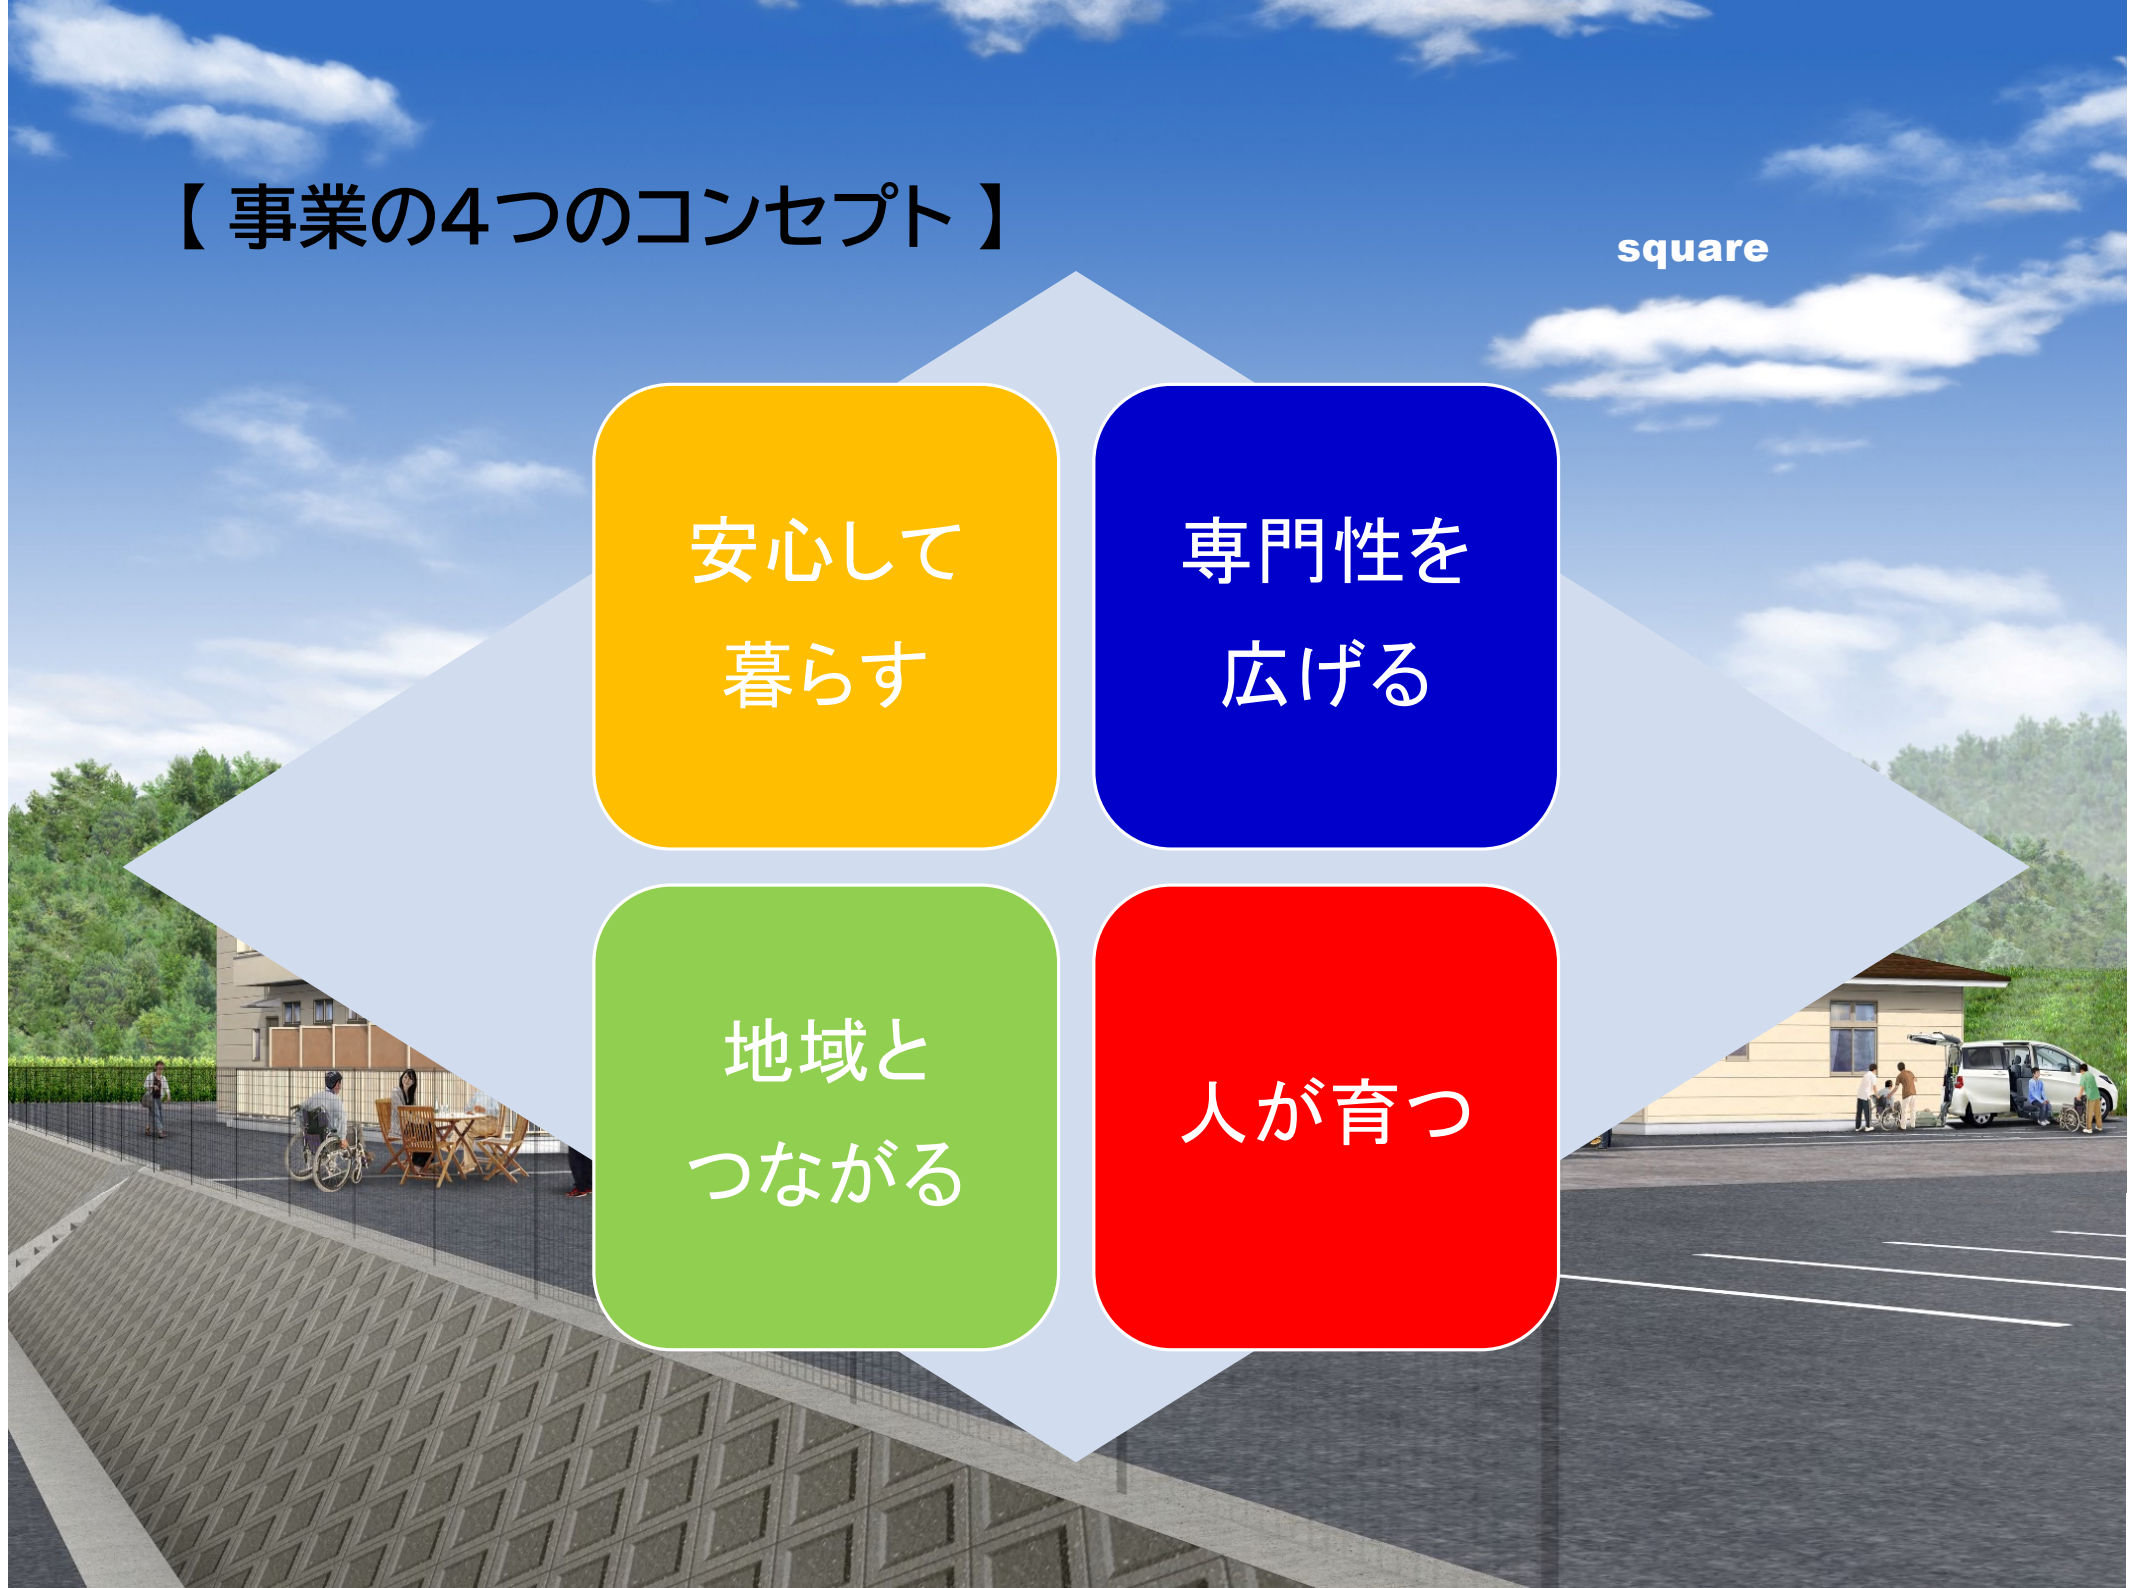 【 事業の4つのコンセプト 】
square
安心して
暮らす
専門性を
広げる
地域と
つながる
人が育つ